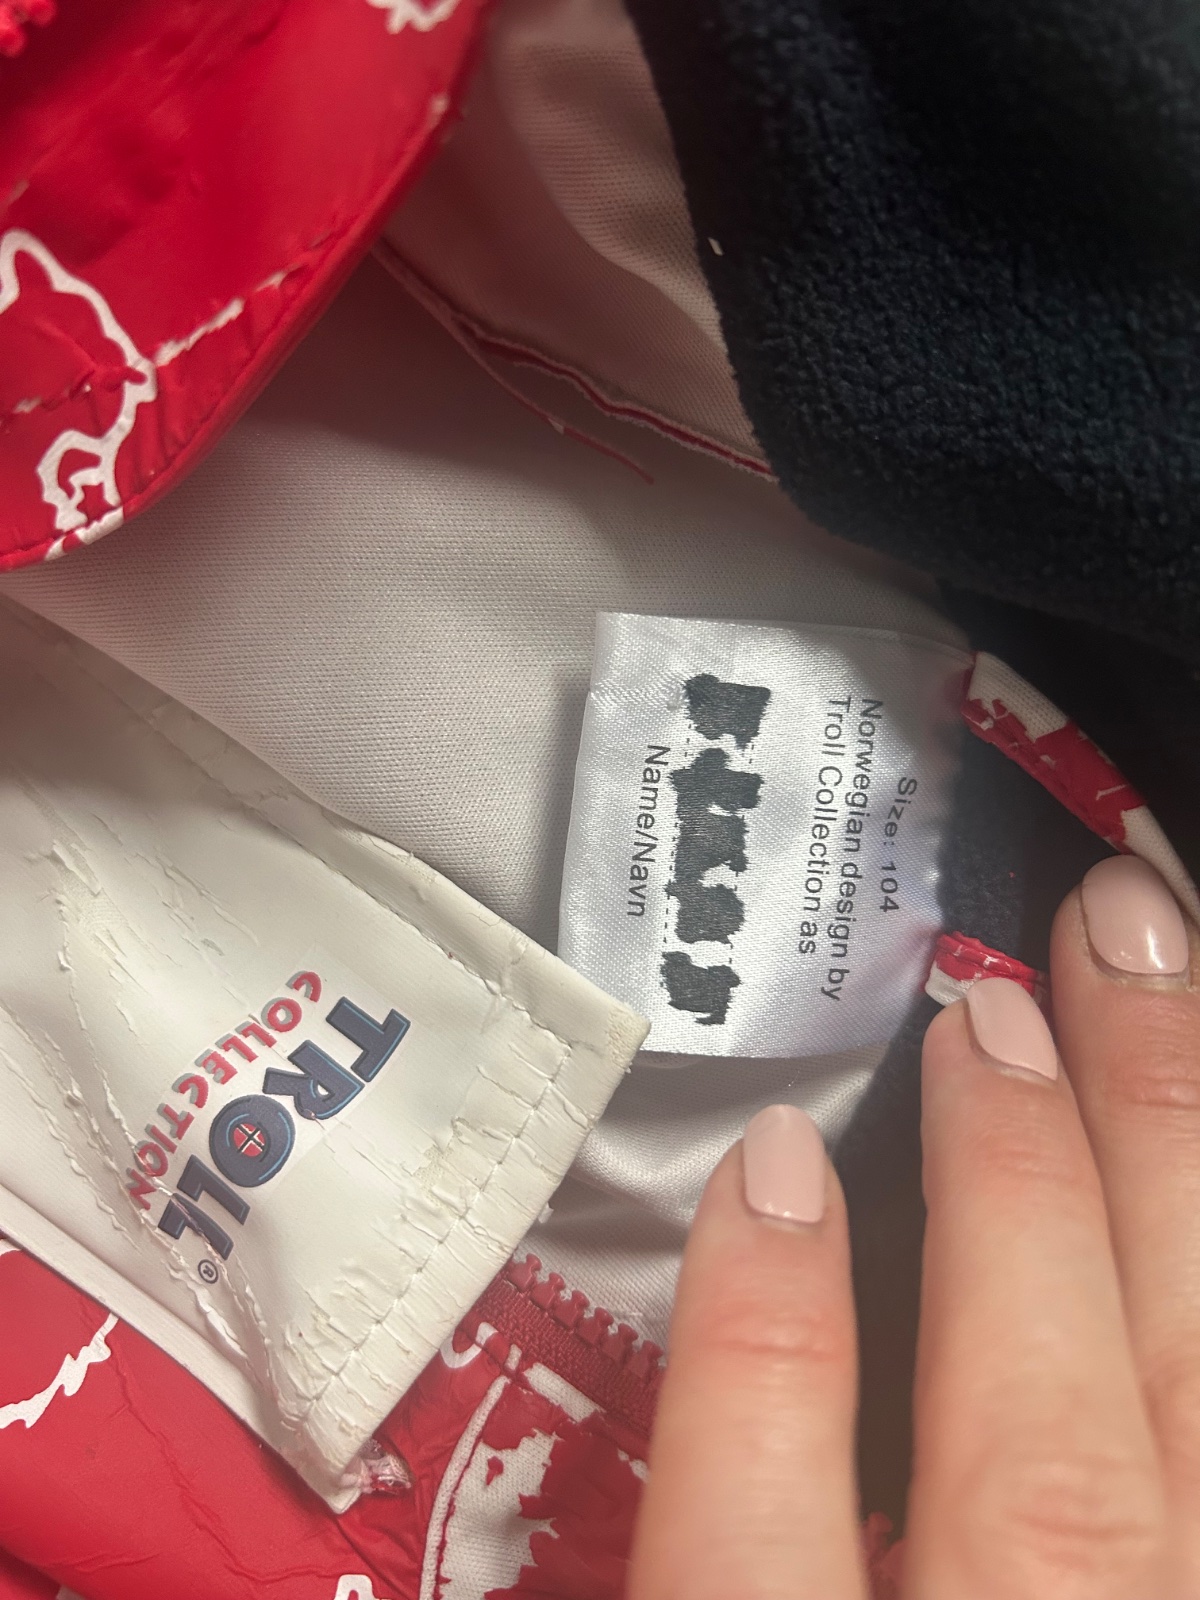 Size: 104
Norwegian design by
Troll Collection as
Name/Navn
TROLL®
COLLECTION